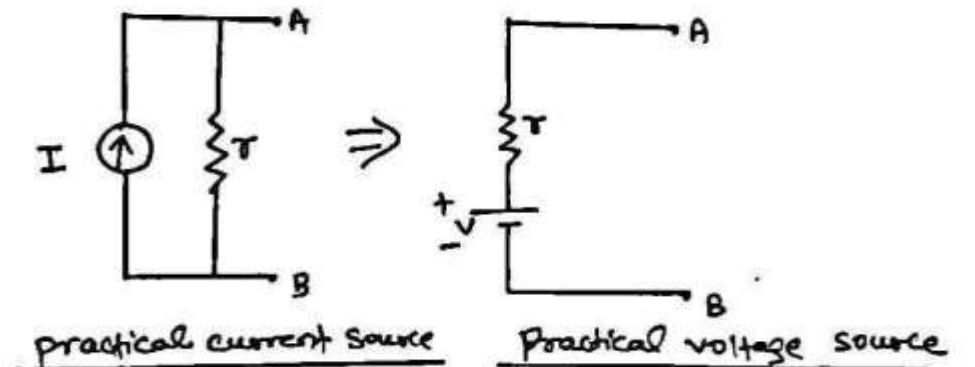 A
A
I
r
⇒
r
+
V
-
B
B
practical current source
Practical voltage source